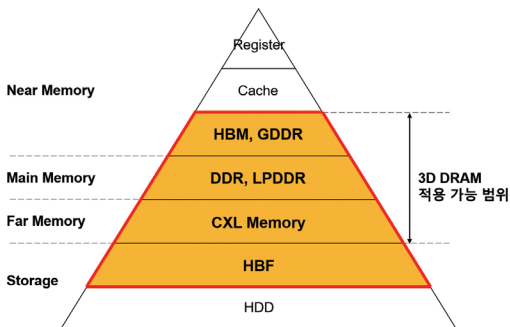 Register
Near Memory
Cache
HBM, GDDR
Main Memory
DDR, LPDDR
3D DRAM
적용 가능 범위
Far Memory
CXL Memory
HBF
Storage
HDD